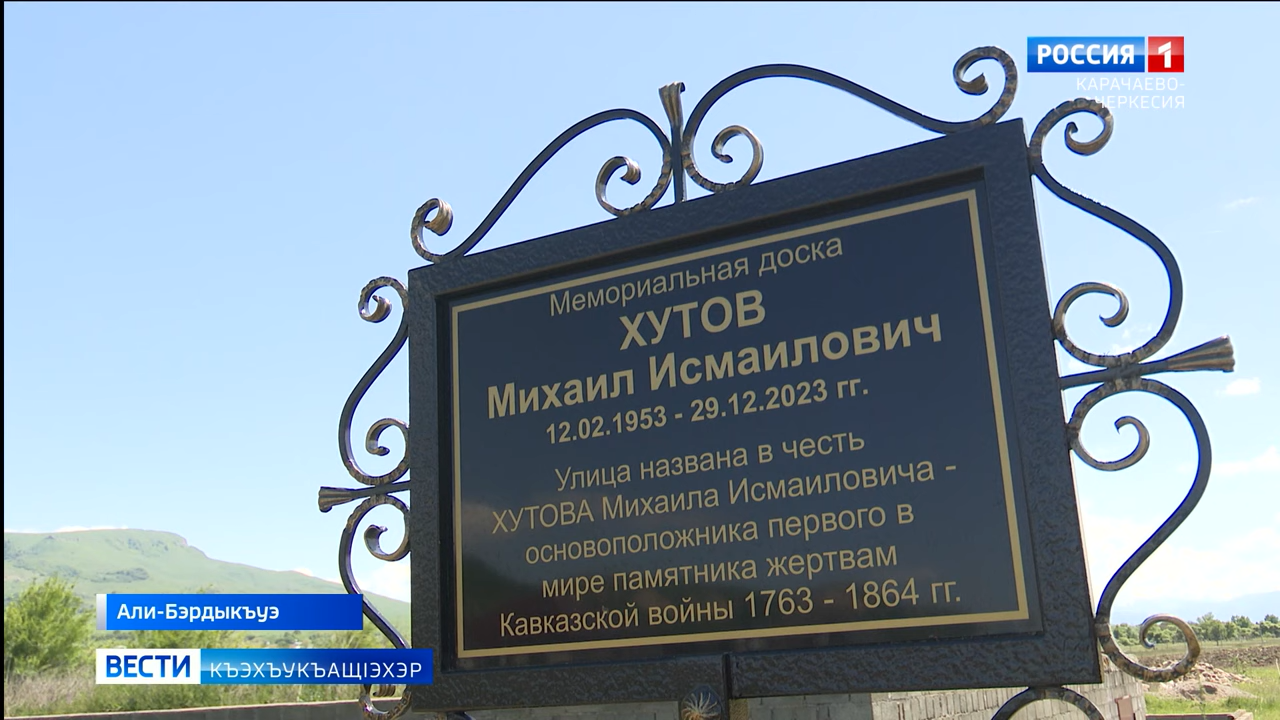 РОССИЯ 1
КАРАЧАЕВО-
ЧЕРКЕСИЯ
Мемориальная доска
ХУТОВ
Михаил Исмаилович
12.02.1953 - 29.12.2023 гг.
Улица названа в честь
ХУТОВА Михаила Исмаиловича -
основоположника первого в
мире памятника жертвам
Кавказской войны 1763 - 1864 гг.
Али-Бэрдыкъуэ
ВЕСТИ КЪЭХЪУКЪАЩIЭХЭР